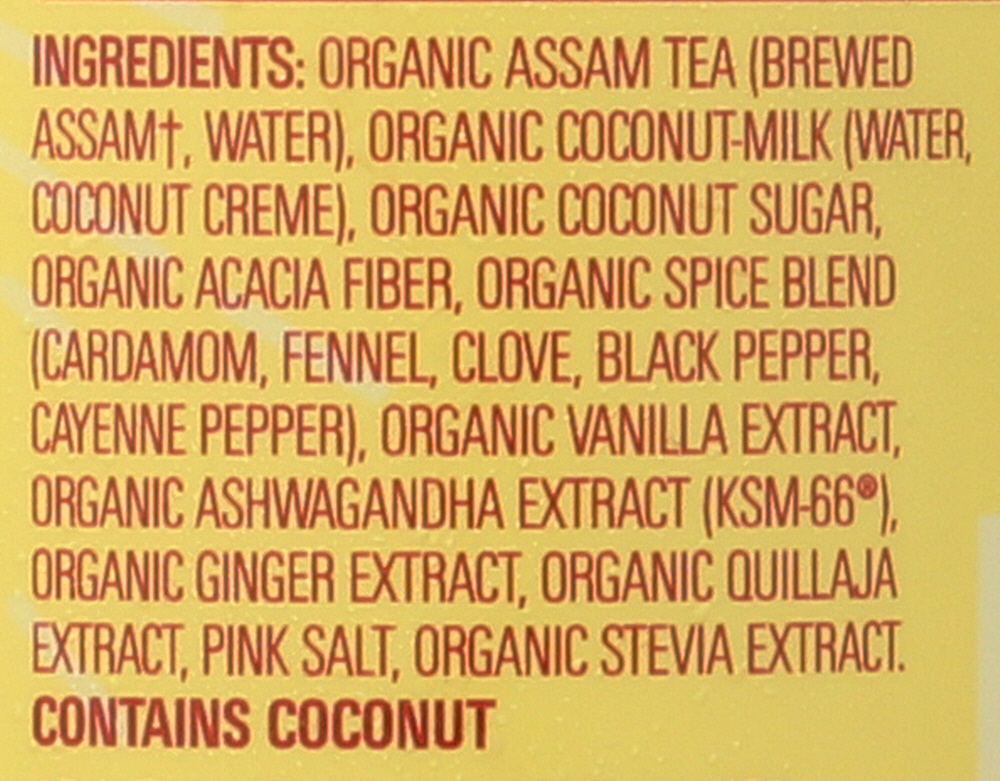 INGREDIENTS: ORGANIC ASSAM TEA (BREWED
ASSAM†, WATER), ORGANIC COCONUT-MILK (WATER,
COCONUT CREME), ORGANIC COCONUT SUGAR,
ORGANIC ACACIA FIBER, ORGANIC SPICE BLEND
(CARDAMOM, FENNEL, CLOVE, BLACK PEPPER,
CAYENNE PEPPER), ORGANIC VANILLA EXTRACT,
ORGANIC ASHWAGANDHA EXTRACT (KSM-66®),
ORGANIC GINGER EXTRACT, ORGANIC QUILLAJA
EXTRACT, PINK SALT, ORGANIC STEVIA EXTRACT.
CONTAINS COCONUT